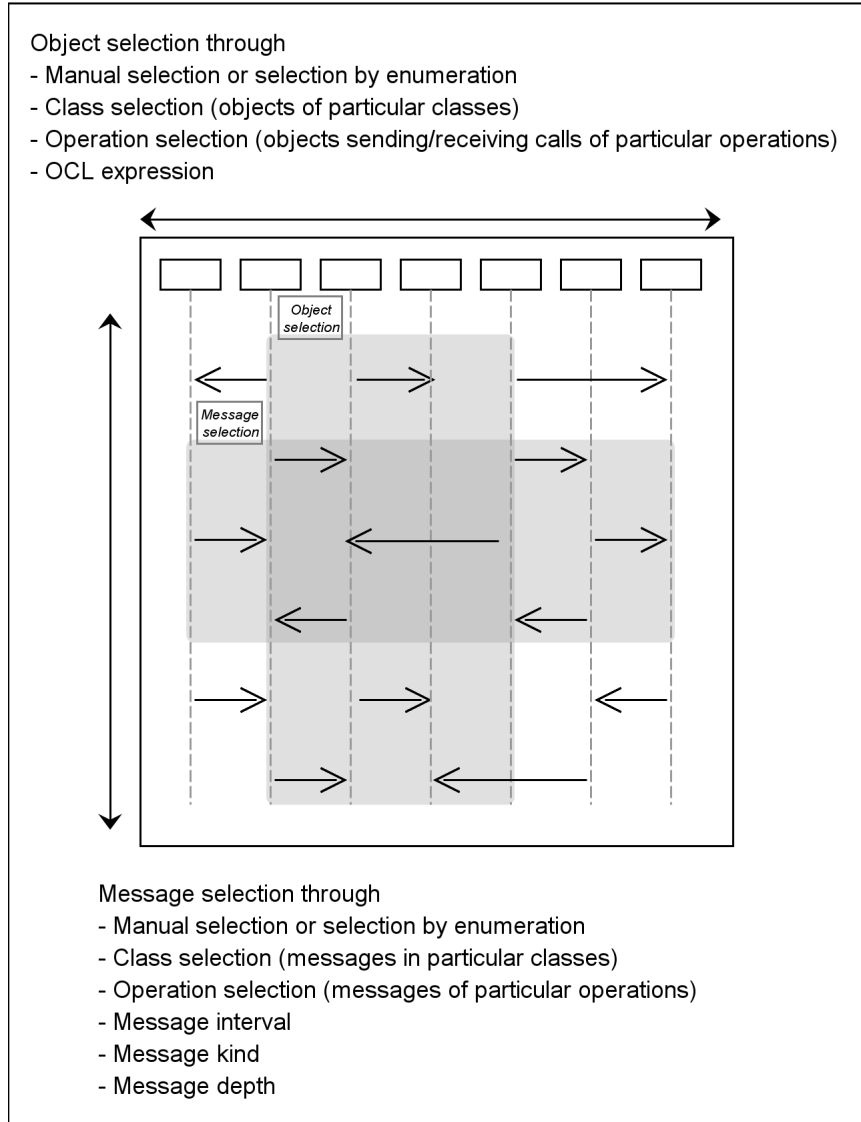 Object selection through
- Manual selection or selection by enumeration
- Class selection (objects of particular classes)
- Operation selection (objects sending/receiving calls of particular operations)
- OCL expression
Object
selection
Message
selection
Message selection through
- Manual selection or selection by enumeration
- Class selection (messages in particular classes)
- Operation selection (messages of particular operations)
- Message interval
- Message kind
- Message depth